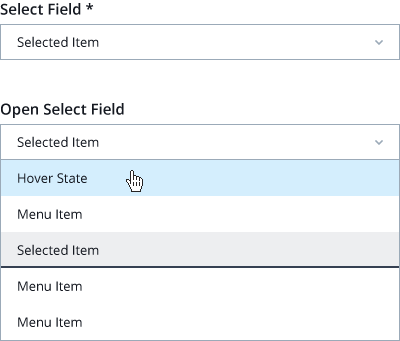 Select Field *
Selected Item
Open Select Field
Selected Item
Hover State
Menu Item
Selected Item
Menu Item
Menu Item